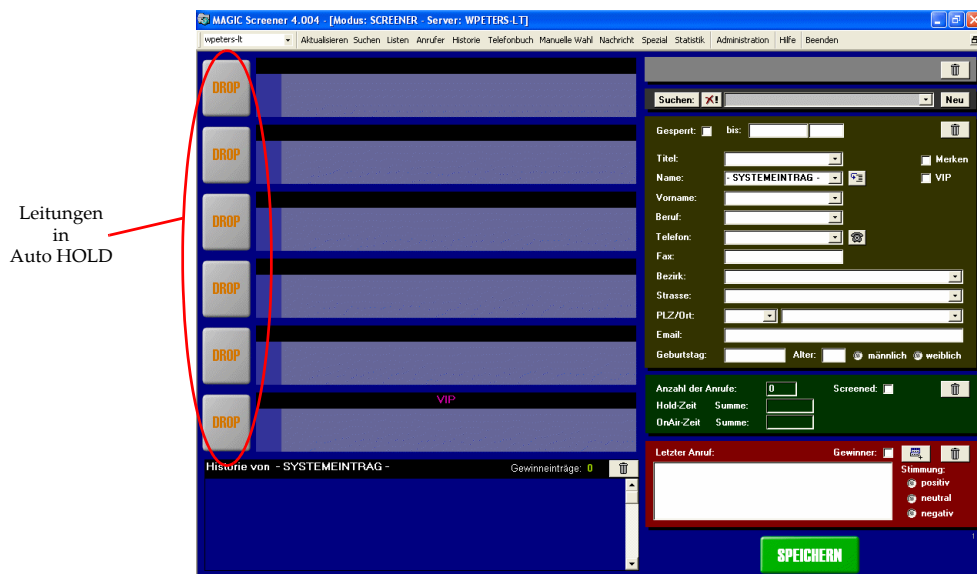 MAGIC Screener 4.004 - [Modus: SCREENER - Server: WPETERS-LT]
wpeters-lt Aktualisieren Suchen Listen Anrufer Historie Telefonbuch Manuelle Wahl Nachricht Spezial Statistik Administration Hilfe Beenden
DROP
DROP
DROP
DROP
DROP
VIP
DROP
Leitungen
in
Auto HOLD
Historie von - SYSTEMEINTRAG - Gewinneinträge: 0
Suchen: X! Neu
Gesperrt: bis:
Titel: Merken
Name: - SYSTEMEINTRAG - VIP
Vorname:
Beruf:
Telefon:
Fax:
Bezirk:
Strasse:
PLZ/Ort:
Email:
Geburtstag: Alter: männlich weiblich
Anzahl der Anrufe: 0 Screened:
Hold-Zeit Summe:
OnAir-Zeit Summe:
Letzter Anruf: Gewinner:
Stimmung:
positiv
neutral
negativ
1
SPEICHERN